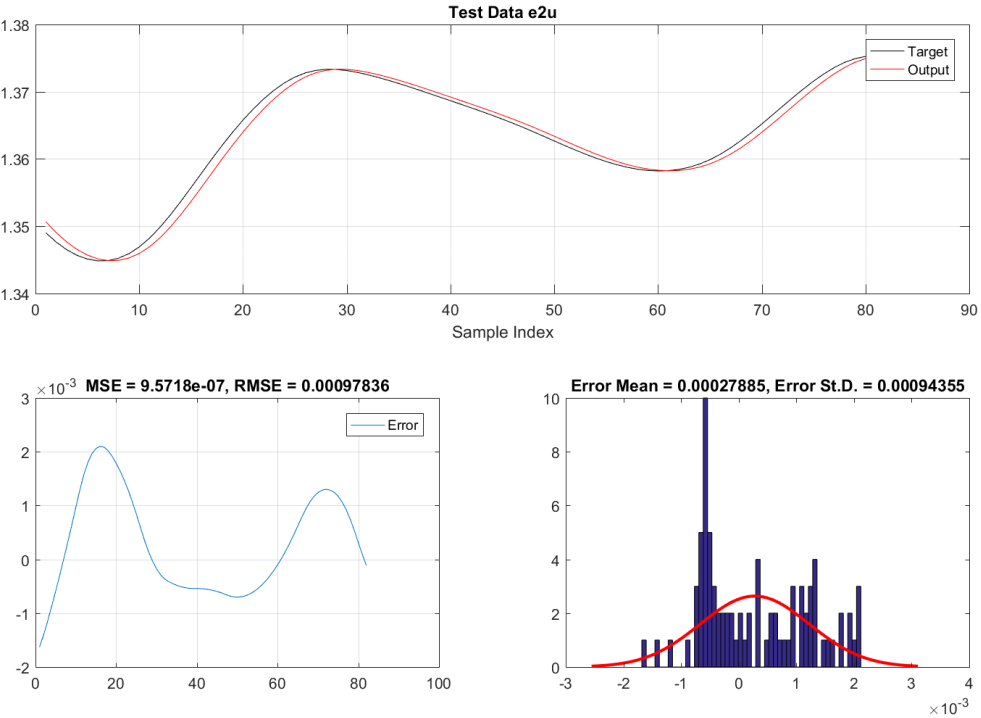 Test Data e2u
1.38
1.37
1.36
1.35
1.34
Target
Output
0 10 20 30 40 50 60 70 80 90
Sample Index
×10⁻³ MSE = 9.5718e-07, RMSE = 0.00097836
3
2
1
0
-1
-2
Error
0 20 40 60 80 100
Error Mean = 0.00027885, Error St.D. = 0.00094355
10
8
6
4
2
0
-3 -2 -1 0 1 2 3 4
×10⁻³